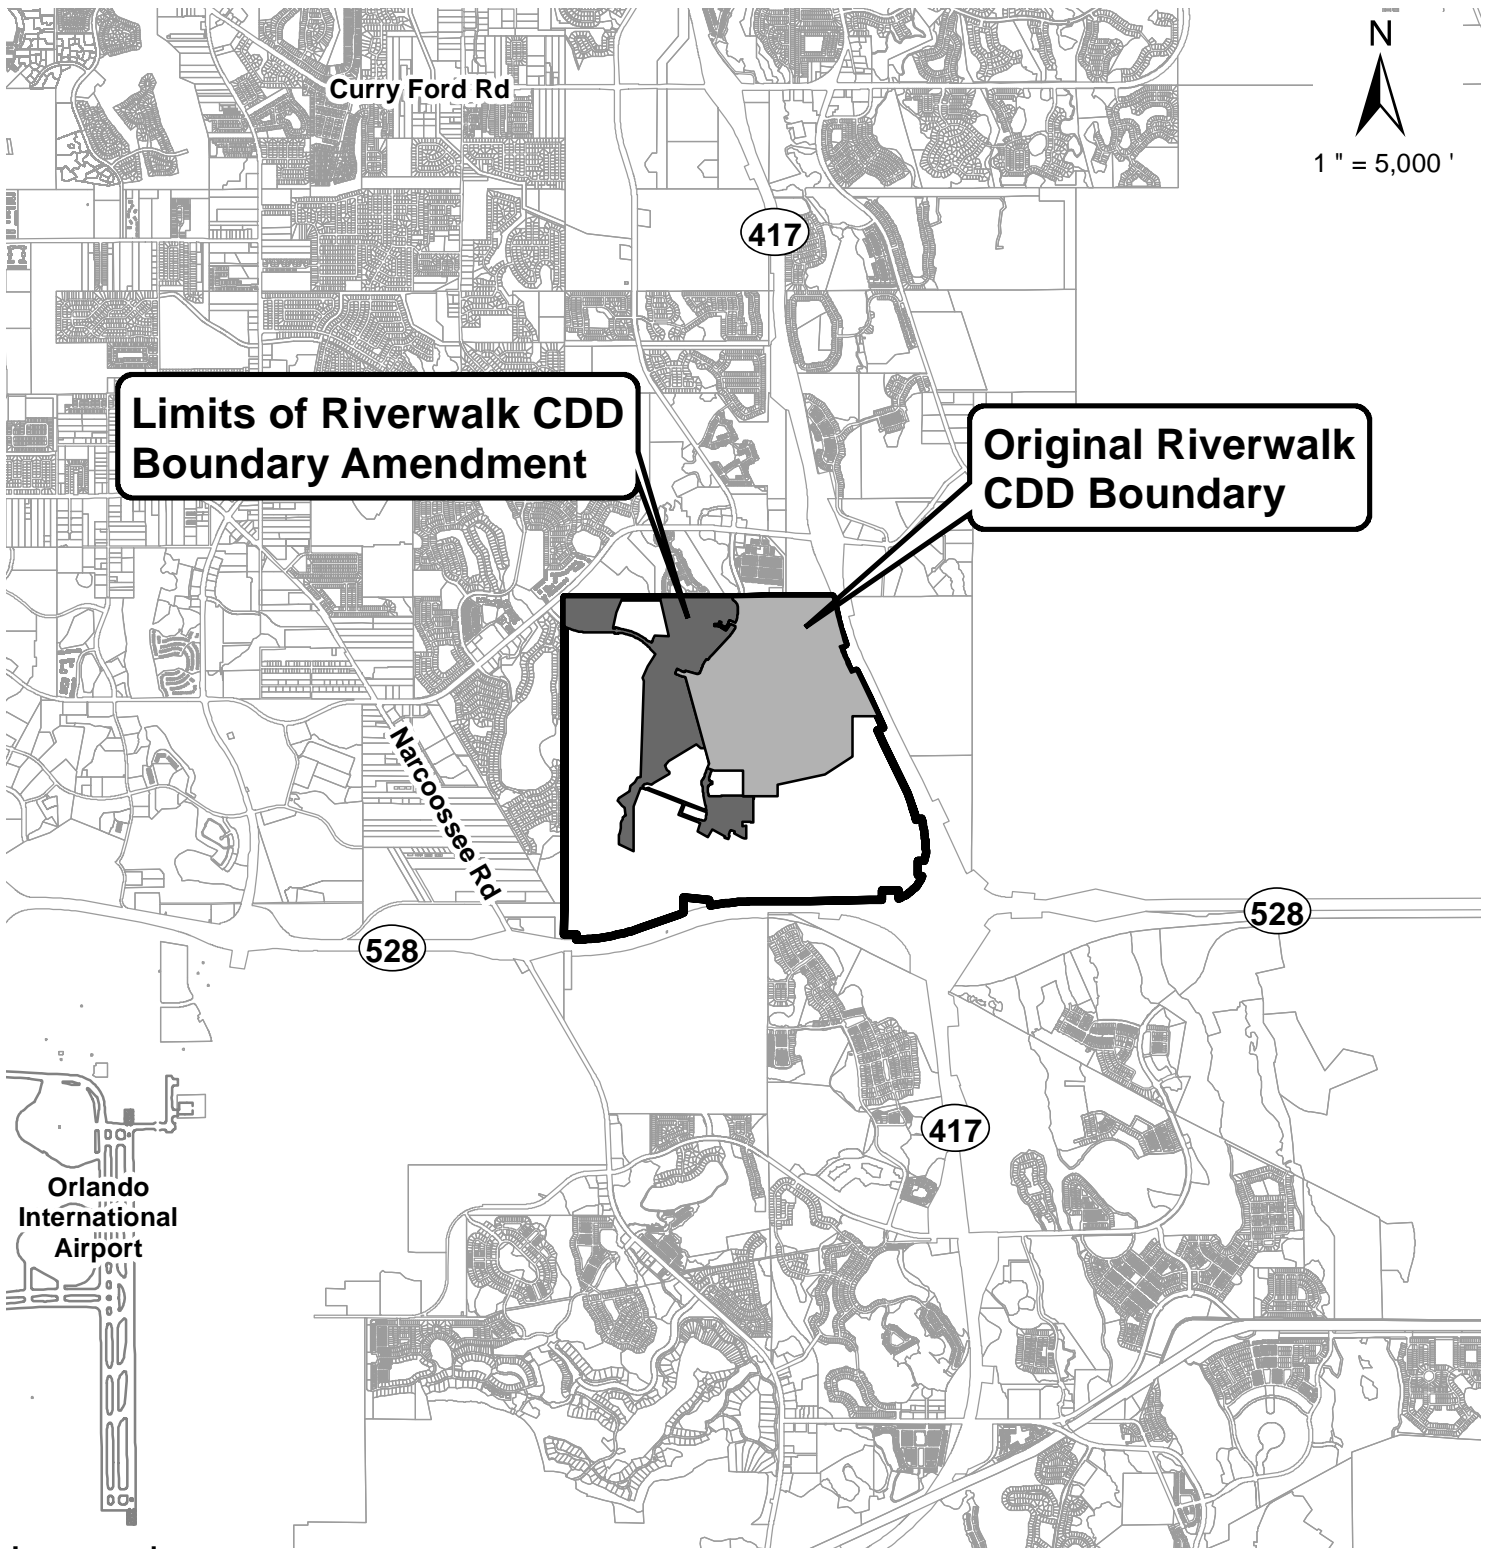 Curry Ford Rd
N
1 " = 5,000 '
417
Limits of Riverwalk CDD
Boundary Amendment
Original Riverwalk
CDD Boundary
Narcoossee Rd
528
528
417
Orlando
International
Airport